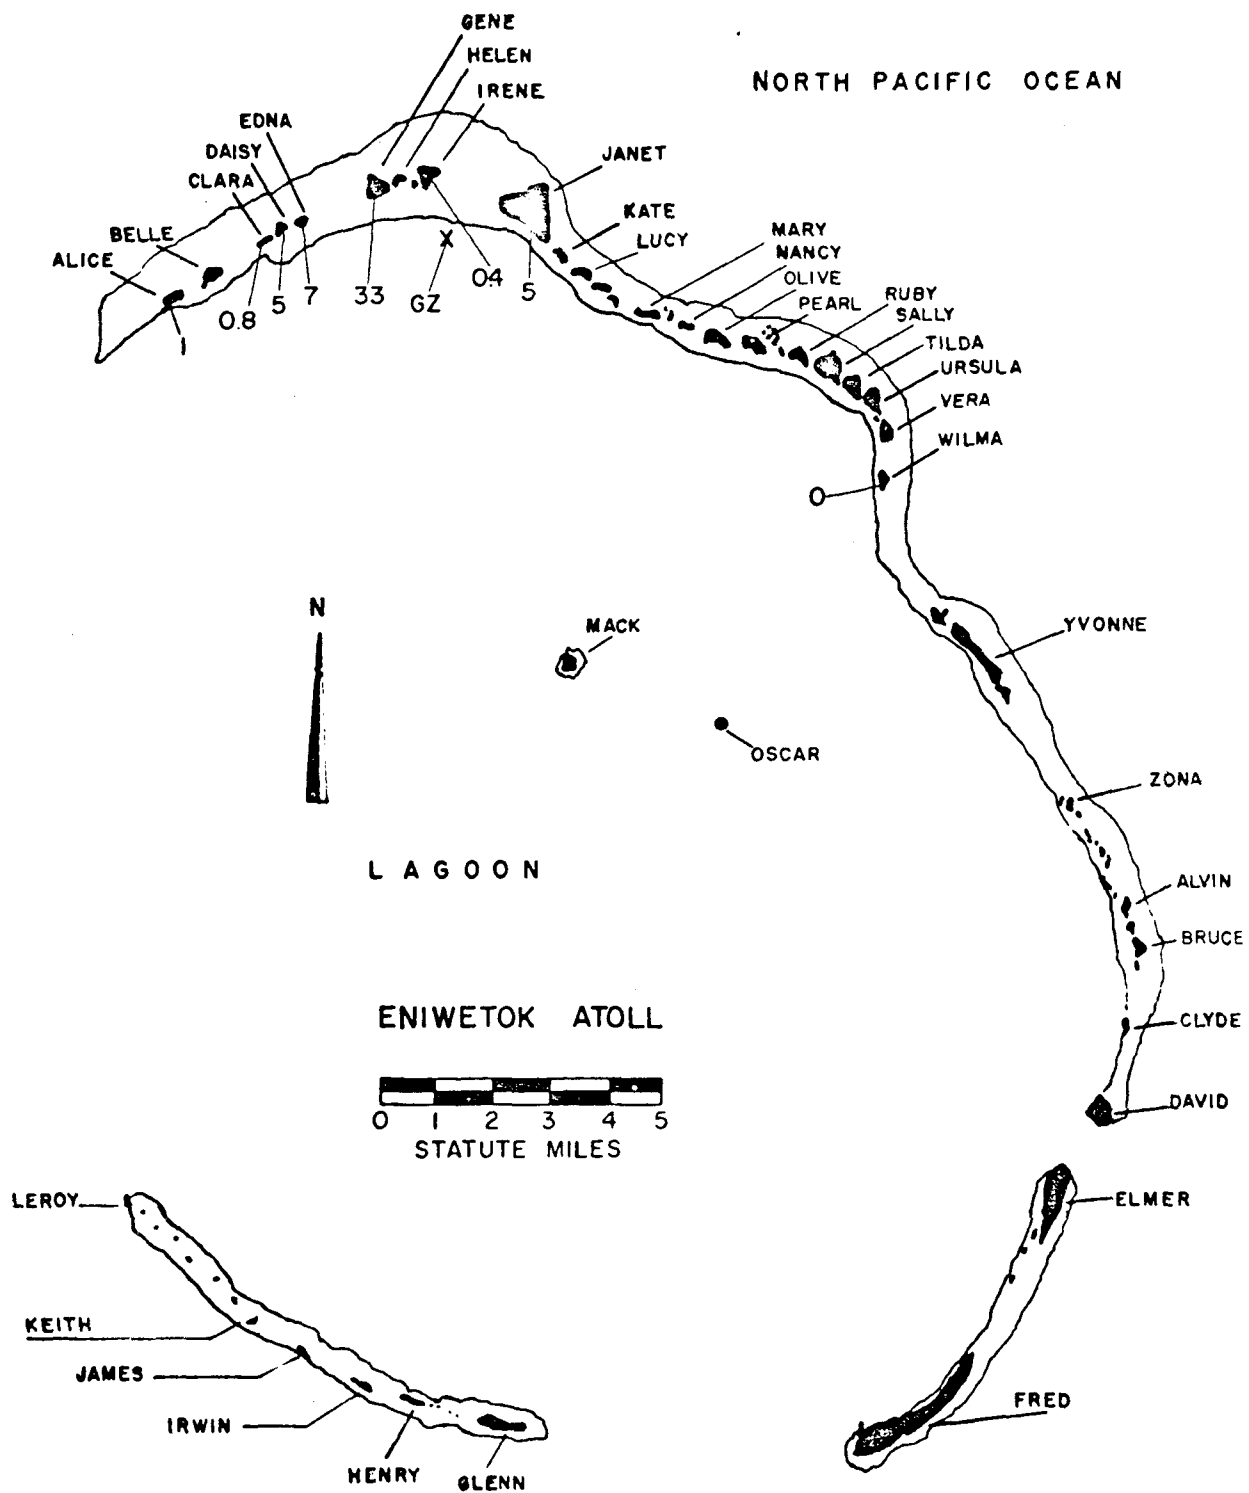 GENE
HELEN
NORTH PACIFIC OCEAN
IRENE
EDNA
DAISY
JANET
CLARA
KATE
BELLE
MARY
LUCY
NANCY
ALICE
OLIVE
04
5
33
7
5
GZ
RUBY
PEARL
SALLY
0.8
1
TILDA
URSULA
VERA
WILMA
0
N
MACK
YVONNE
OSCAR
ZONA
LAGOON
ALVIN
BRUCE
ENIWETOK ATOLL
CLYDE
DAVID
0 1 2 3 4 5
STATUTE MILES
LEROY
ELMER
KEITH
JAMES
FRED
IRWIN
HENRY
GLENN